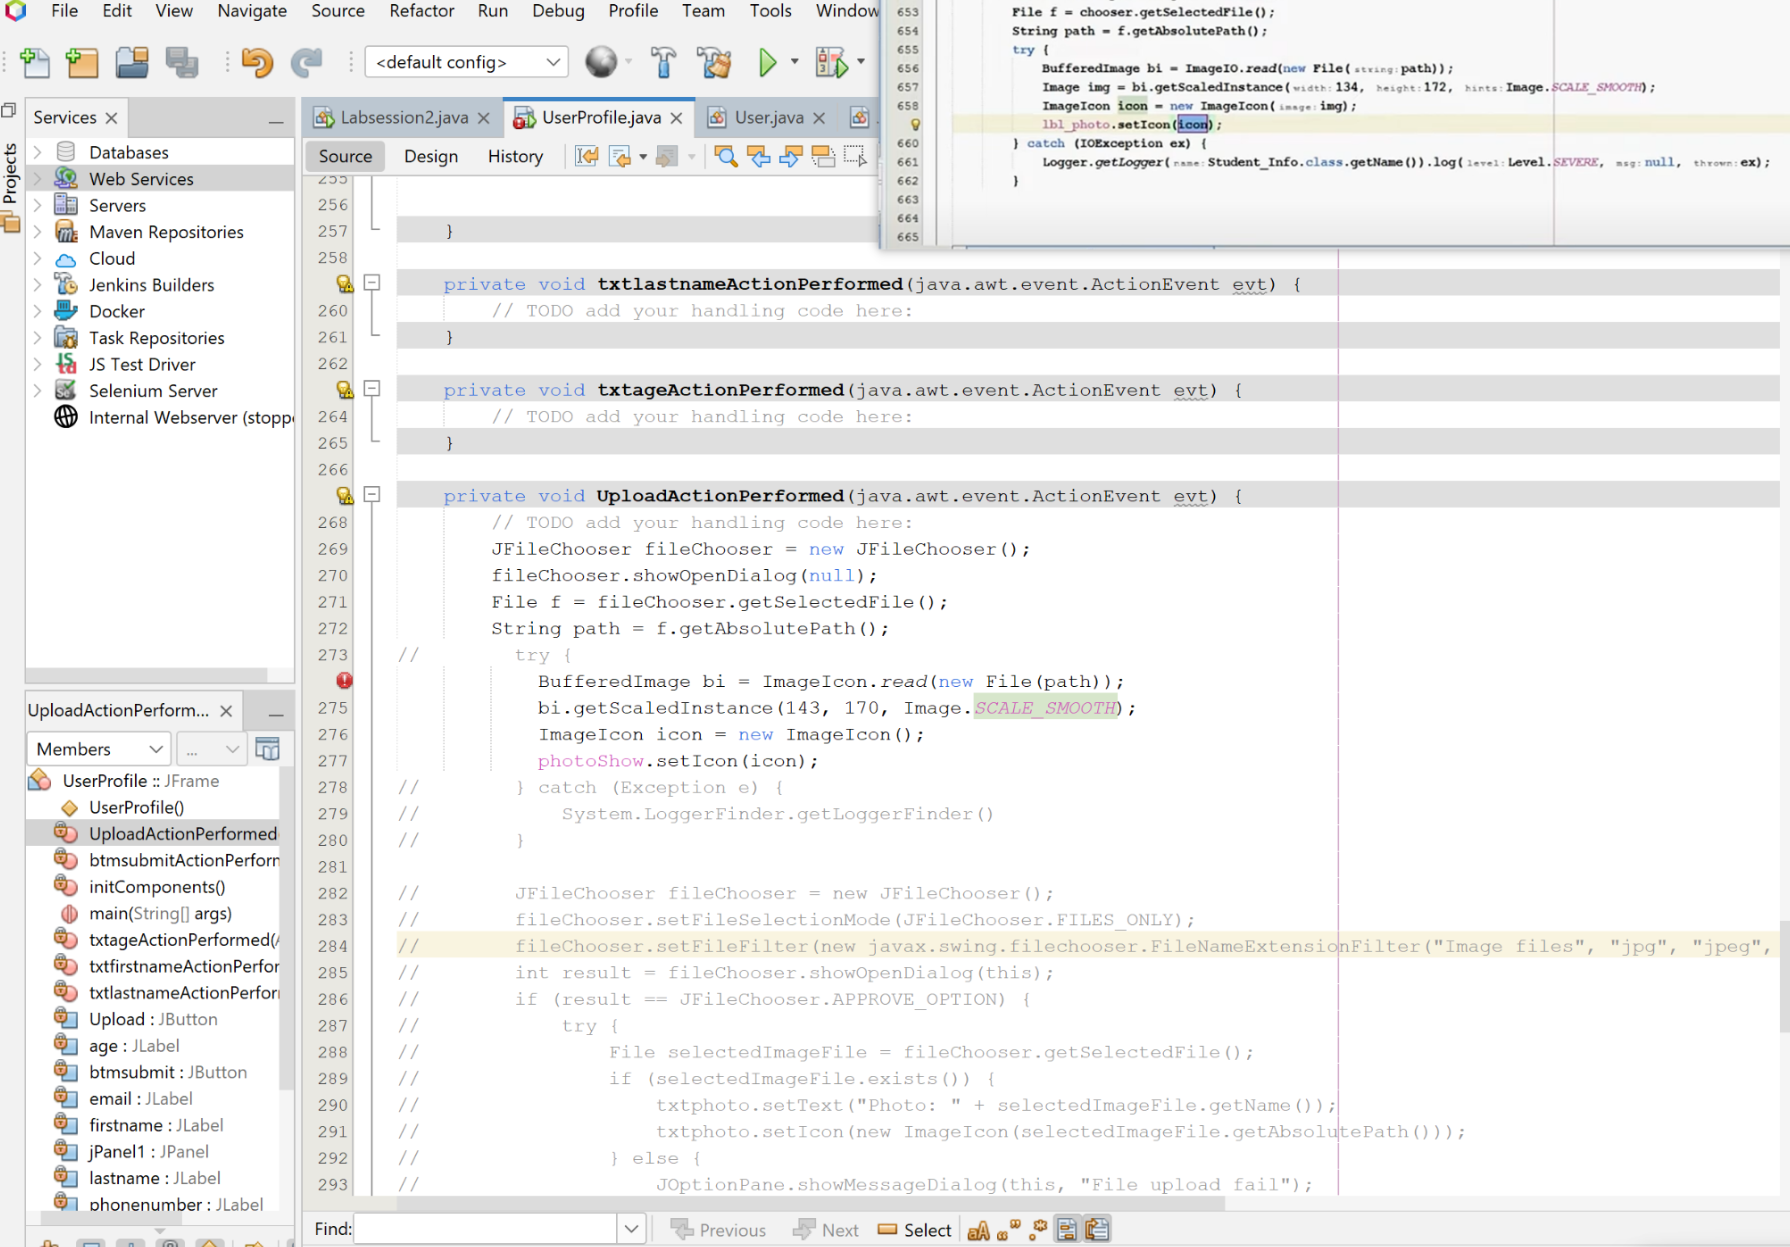 File Edit View Navigate Source Refactor Run Debug Profile Team Tools Window
<default config>
653 File f = chooser.getSelectedFile();
654 String path = f.getAbsolutePath();
655 try {
656 BufferedImage bi = ImageIO.read(new File(string:path));
657 Image img = bi.getScaledInstance(width:134, height:172, hints:Image.SCALE_SMOOTH);
658 ImageIcon icon = new ImageIcon(image:img);
lbl_photo.setIcon(icon);
660 } catch (IOException ex) {
661 Logger.getLogger(name:Student_Info.class.getName()).log(level:Level.SEVERE, msg:null, thrown:ex);
662 }
663
664
665
Projects
Services
Databases
Web Services
Servers
Maven Repositories
Cloud
Jenkins Builders
Docker
Task Repositories
JS Test Driver
Selenium Server
Internal Webserver (stoppe
UploadActionPerform...
Members ...
UserProfile :: JFrame
UserProfile()
UploadActionPerformed(
btmsubmitActionPerform
initComponents()
main(String[] args)
txtageActionPerformed(A
txtfirstnameActionPerfor
txtlastnameActionPerfor
Upload : JButton
age : JLabel
btmsubmit : JButton
email : JLabel
firstname : JLabel
jPanel1 : JPanel
lastname : JLabel
phonenumber : JLabel
Labsession2.java UserProfile.java User.java
Source Design History
255
256
257 }
258
private void txtlastnameActionPerformed(java.awt.event.ActionEvent evt) {
260 // TODO add your handling code here:
261 }
262
private void txtageActionPerformed(java.awt.event.ActionEvent evt) {
264 // TODO add your handling code here:
265 }
266
private void UploadActionPerformed(java.awt.event.ActionEvent evt) {
268 // TODO add your handling code here:
269 JFileChooser fileChooser = new JFileChooser();
270 fileChooser.showOpenDialog(null);
271 File f = fileChooser.getSelectedFile();
272 String path = f.getAbsolutePath();
273 // try {
BufferedImage bi = ImageIcon.read(new File(path));
275 bi.getScaledInstance(143, 170, Image.SCALE_SMOOTH);
276 ImageIcon icon = new ImageIcon();
277 photoShow.setIcon(icon);
278 // } catch (Exception e) {
279 // System.LoggerFinder.getLoggerFinder()
280 // }
281
282 // JFileChooser fileChooser = new JFileChooser();
283 // fileChooser.setFileSelectionMode(JFileChooser.FILES_ONLY);
284 // fileChooser.setFileFilter(new javax.swing.filechooser.FileNameExtensionFilter("Image files", "jpg", "jpeg",
285 // int result = fileChooser.showOpenDialog(this);
286 // if (result == JFileChooser.APPROVE_OPTION) {
287 // try {
288 // File selectedImageFile = fileChooser.getSelectedFile();
289 // if (selectedImageFile.exists()) {
290 // txtphoto.setText("Photo: " + selectedImageFile.getName());
291 // txtphoto.setIcon(new ImageIcon(selectedImageFile.getAbsolutePath()));
292 // } else {
293 // JOptionPane.showMessageDialog(this, "File upload fail");
Find: Previous Next Select